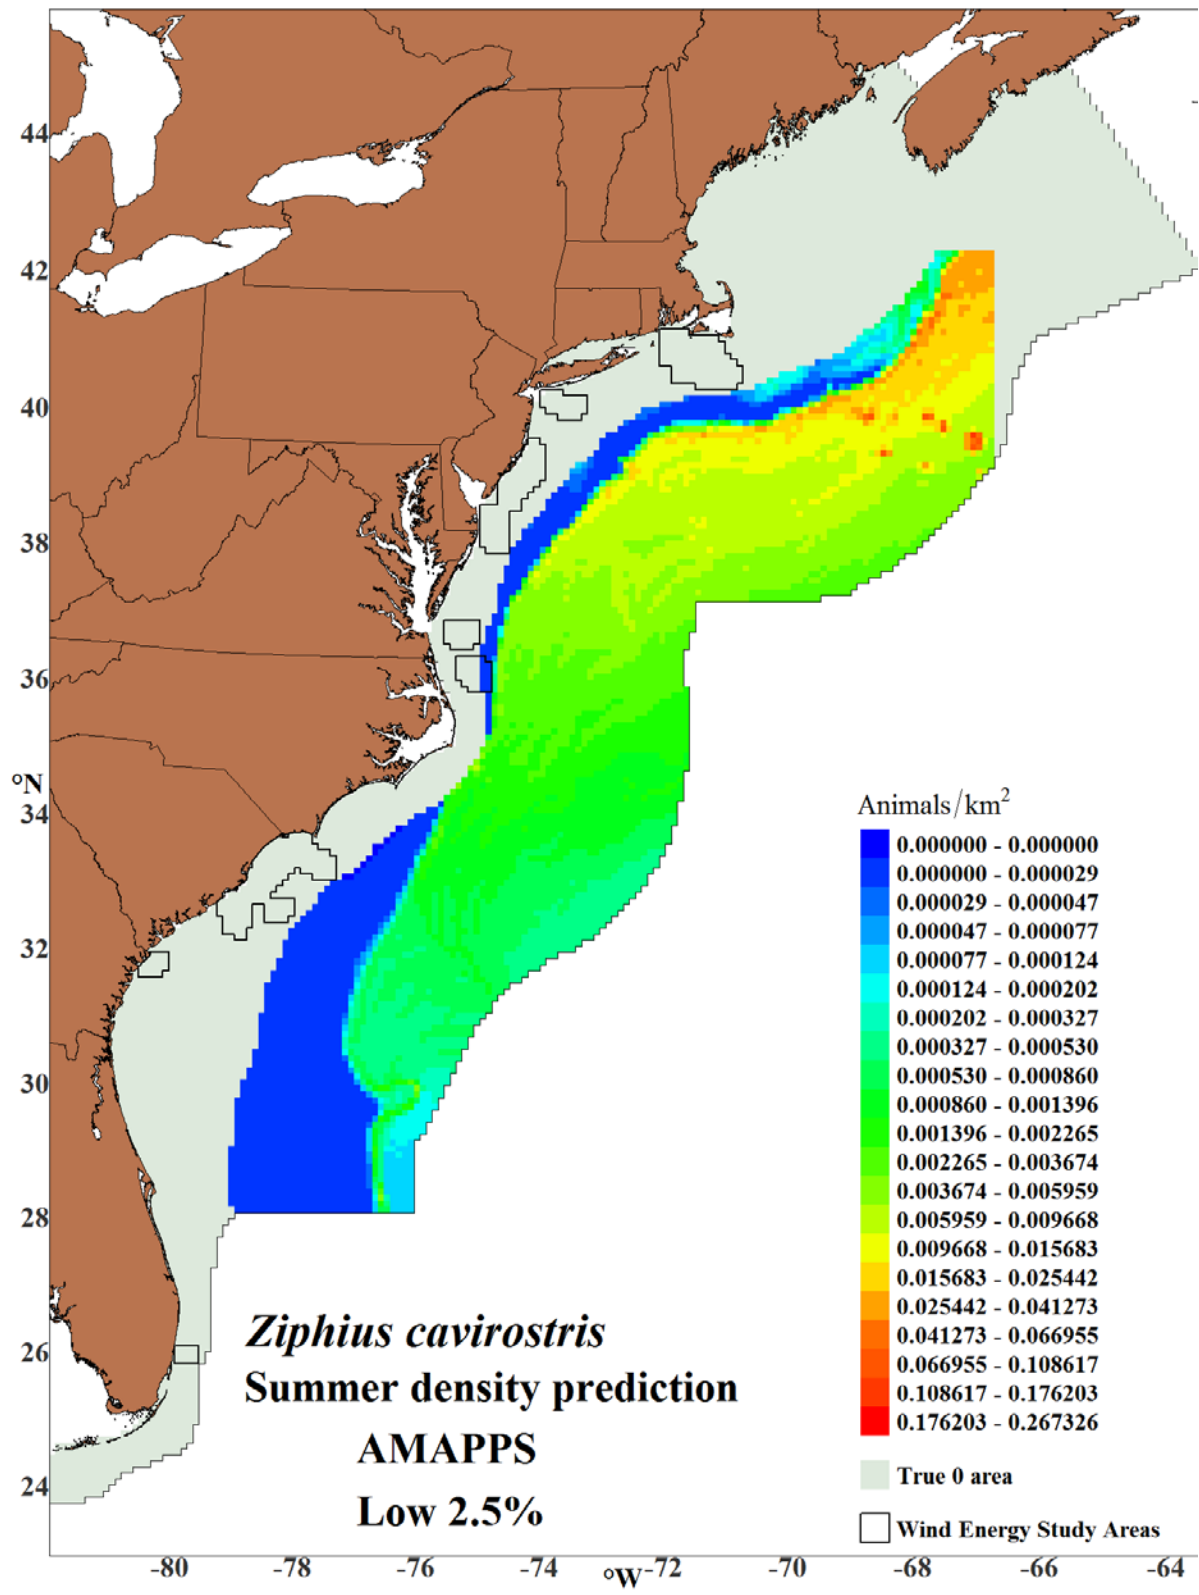 44
42
40
38
36
°N
34
32
30
28
26
24
Animals/km²
0.000000 - 0.000000
0.000000 - 0.000029
0.000029 - 0.000047
0.000047 - 0.000077
0.000077 - 0.000124
0.000124 - 0.000202
0.000202 - 0.000327
0.000327 - 0.000530
0.000530 - 0.000860
0.000860 - 0.001396
0.001396 - 0.002265
0.002265 - 0.003674
0.003674 - 0.005959
0.005959 - 0.009668
0.009668 - 0.015683
0.015683 - 0.025442
0.025442 - 0.041273
0.041273 - 0.066955
0.066955 - 0.108617
0.108617 - 0.176203
0.176203 - 0.267326
True 0 area
Wind Energy Study Areas
Ziphius cavirostris
Summer density prediction
AMAPPS
Low 2.5%
-80 -78 -76 -74 °W -72 -70 -68 -66 -64